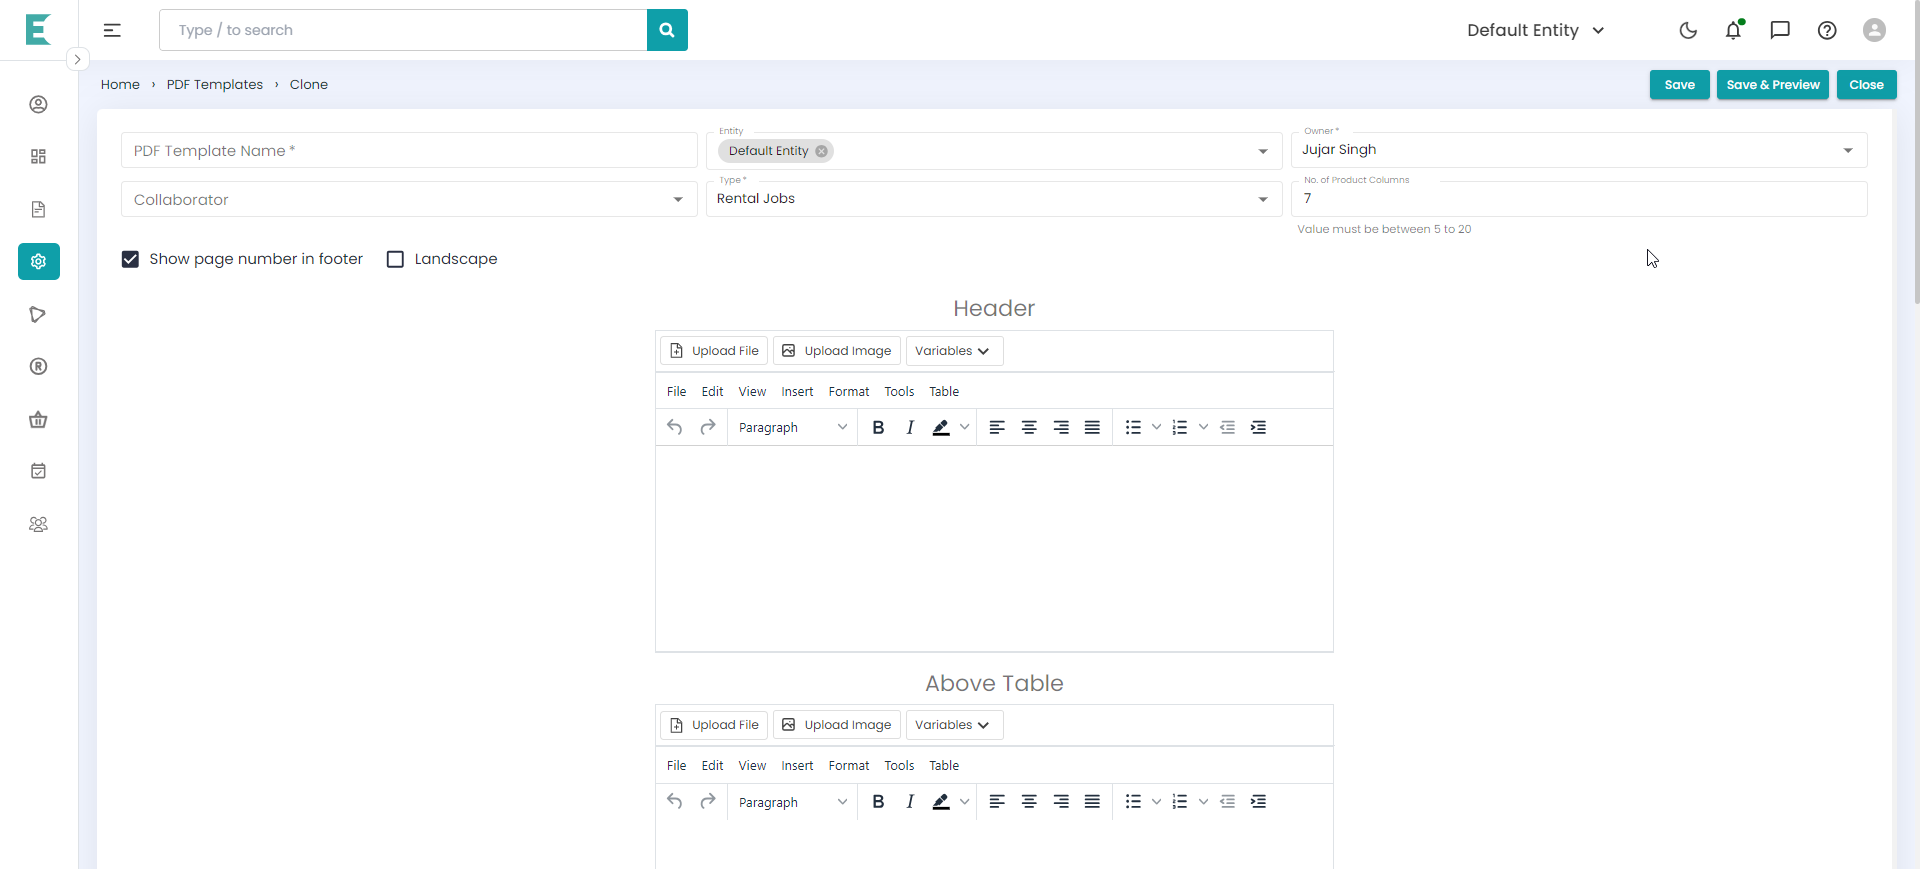 Type / to search
Default Entity
Home › PDF Templates › Clone
Save
Save & Preview
Close
PDF Template Name *
Entity
Default Entity
Owner *
Jujar Singh
Collaborator
Type *
Rental Jobs
No. of Product Columns
7
Value must be between 5 to 20
Show page number in footer
Landscape
Header
Upload File
Upload Image
Variables
File Edit View Insert Format Tools Table
Paragraph
B I
Above Table
Upload File
Upload Image
Variables
File Edit View Insert Format Tools Table
Paragraph
B I